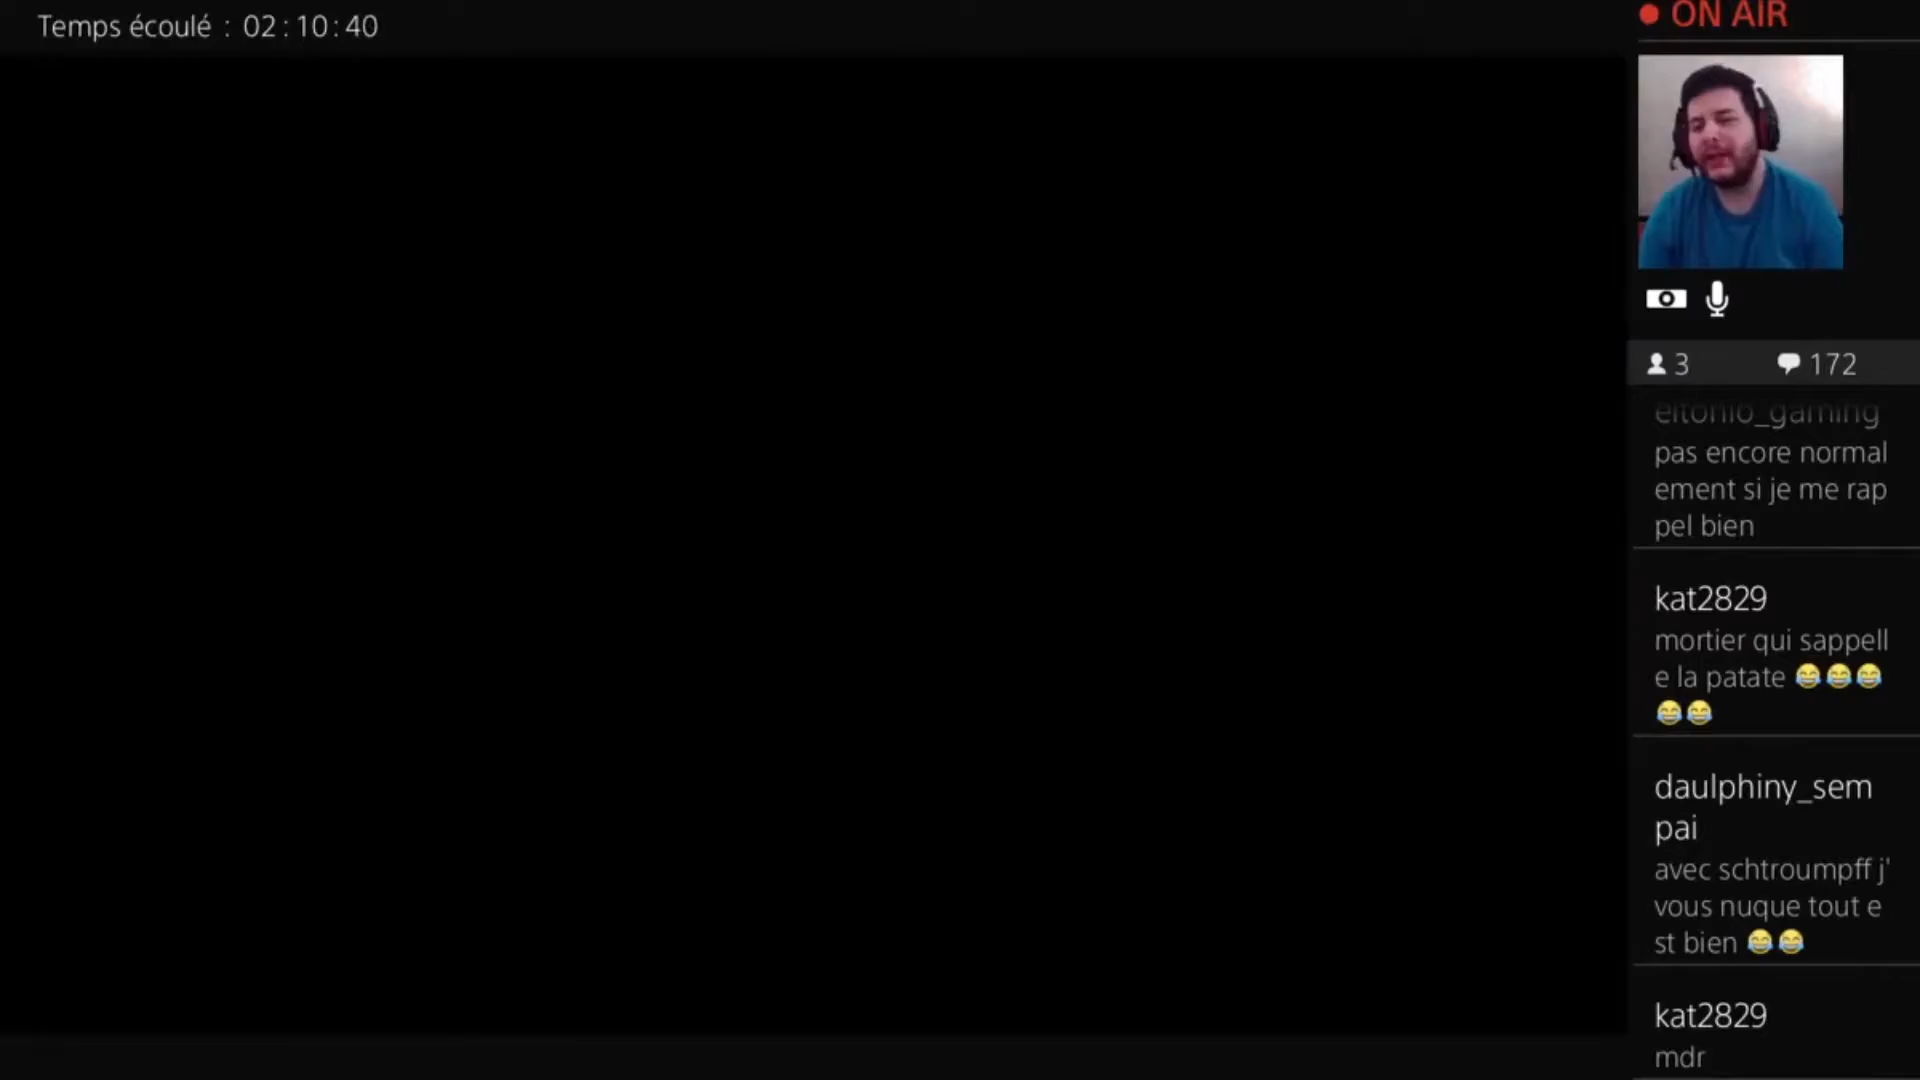 Temps écoulé : 02:10:40
ON AIR
3
172
eltonio_gaming
pas encore normal
ement si je me rap
pel bien
kat2829
mortier qui sappell
e la patate 😂😂😂
😂😂
daulphiny_sem
pai
avec schtroumpff j'
vous nuque tout e
st bien 😂😂
kat2829
mdr